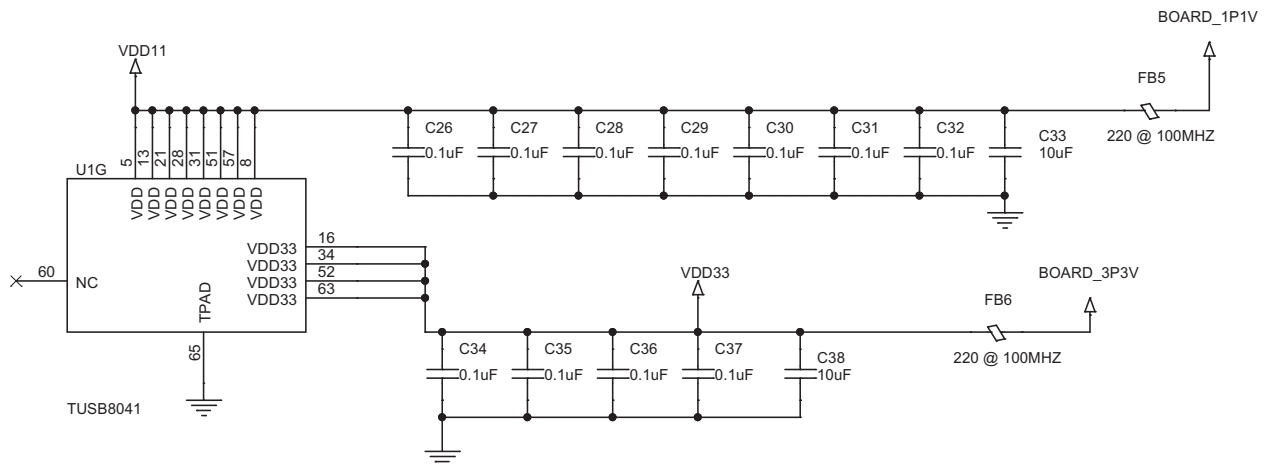 BOARD_1P1V
VDD11
FB5
C26 C27 C28 C29 C30 C31 C32 C33
0.1uF 0.1uF 0.1uF 0.1uF 0.1uF 0.1uF 0.1uF 10uF
220 @ 100MHZ
5 13 21 28 31 51 57 8
U1G
VDD VDD VDD VDD VDD VDD VDD VDD
VDD33 16
VDD33 34
VDD33 52
VDD33 63
60 NC
TPAD
65
VDD33
BOARD_3P3V
FB6
C34 C35 C36 C37 C38
0.1uF 0.1uF 0.1uF 0.1uF 10uF
220 @ 100MHZ
TUSB8041